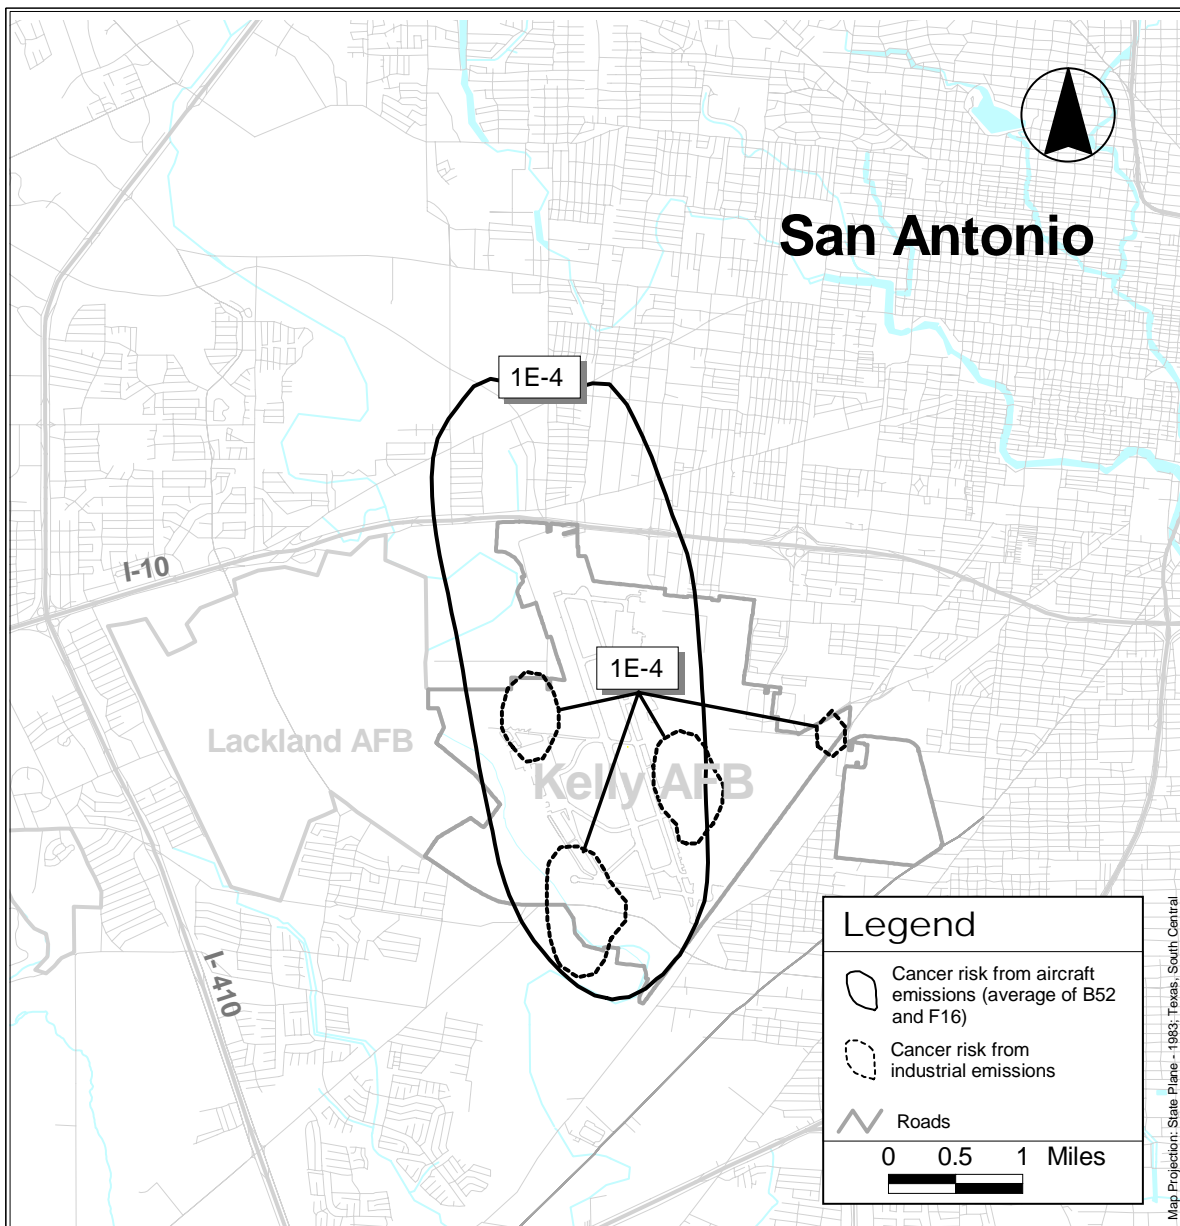 San Antonio
1E-4
I-10
1E-4
Lackland AFB
Kelly AFB
I-410
Legend
Cancer risk from aircraft
emissions (average of B52
and F16)
Cancer risk from
industrial emissions
Roads
0 0.5 1 Miles
Map Projection: State Plane - 1983; Texas, South Central